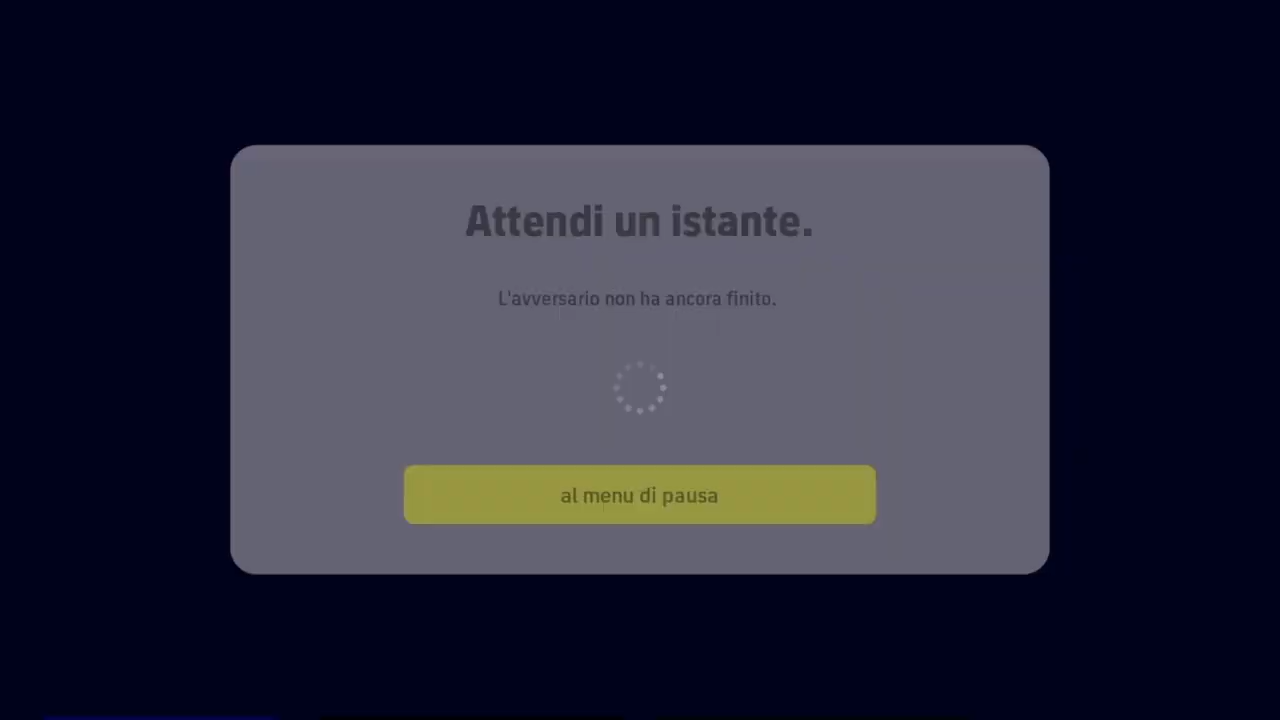 Attendi un istante.
L'avversario non ha ancora finito.
al menu di pausa